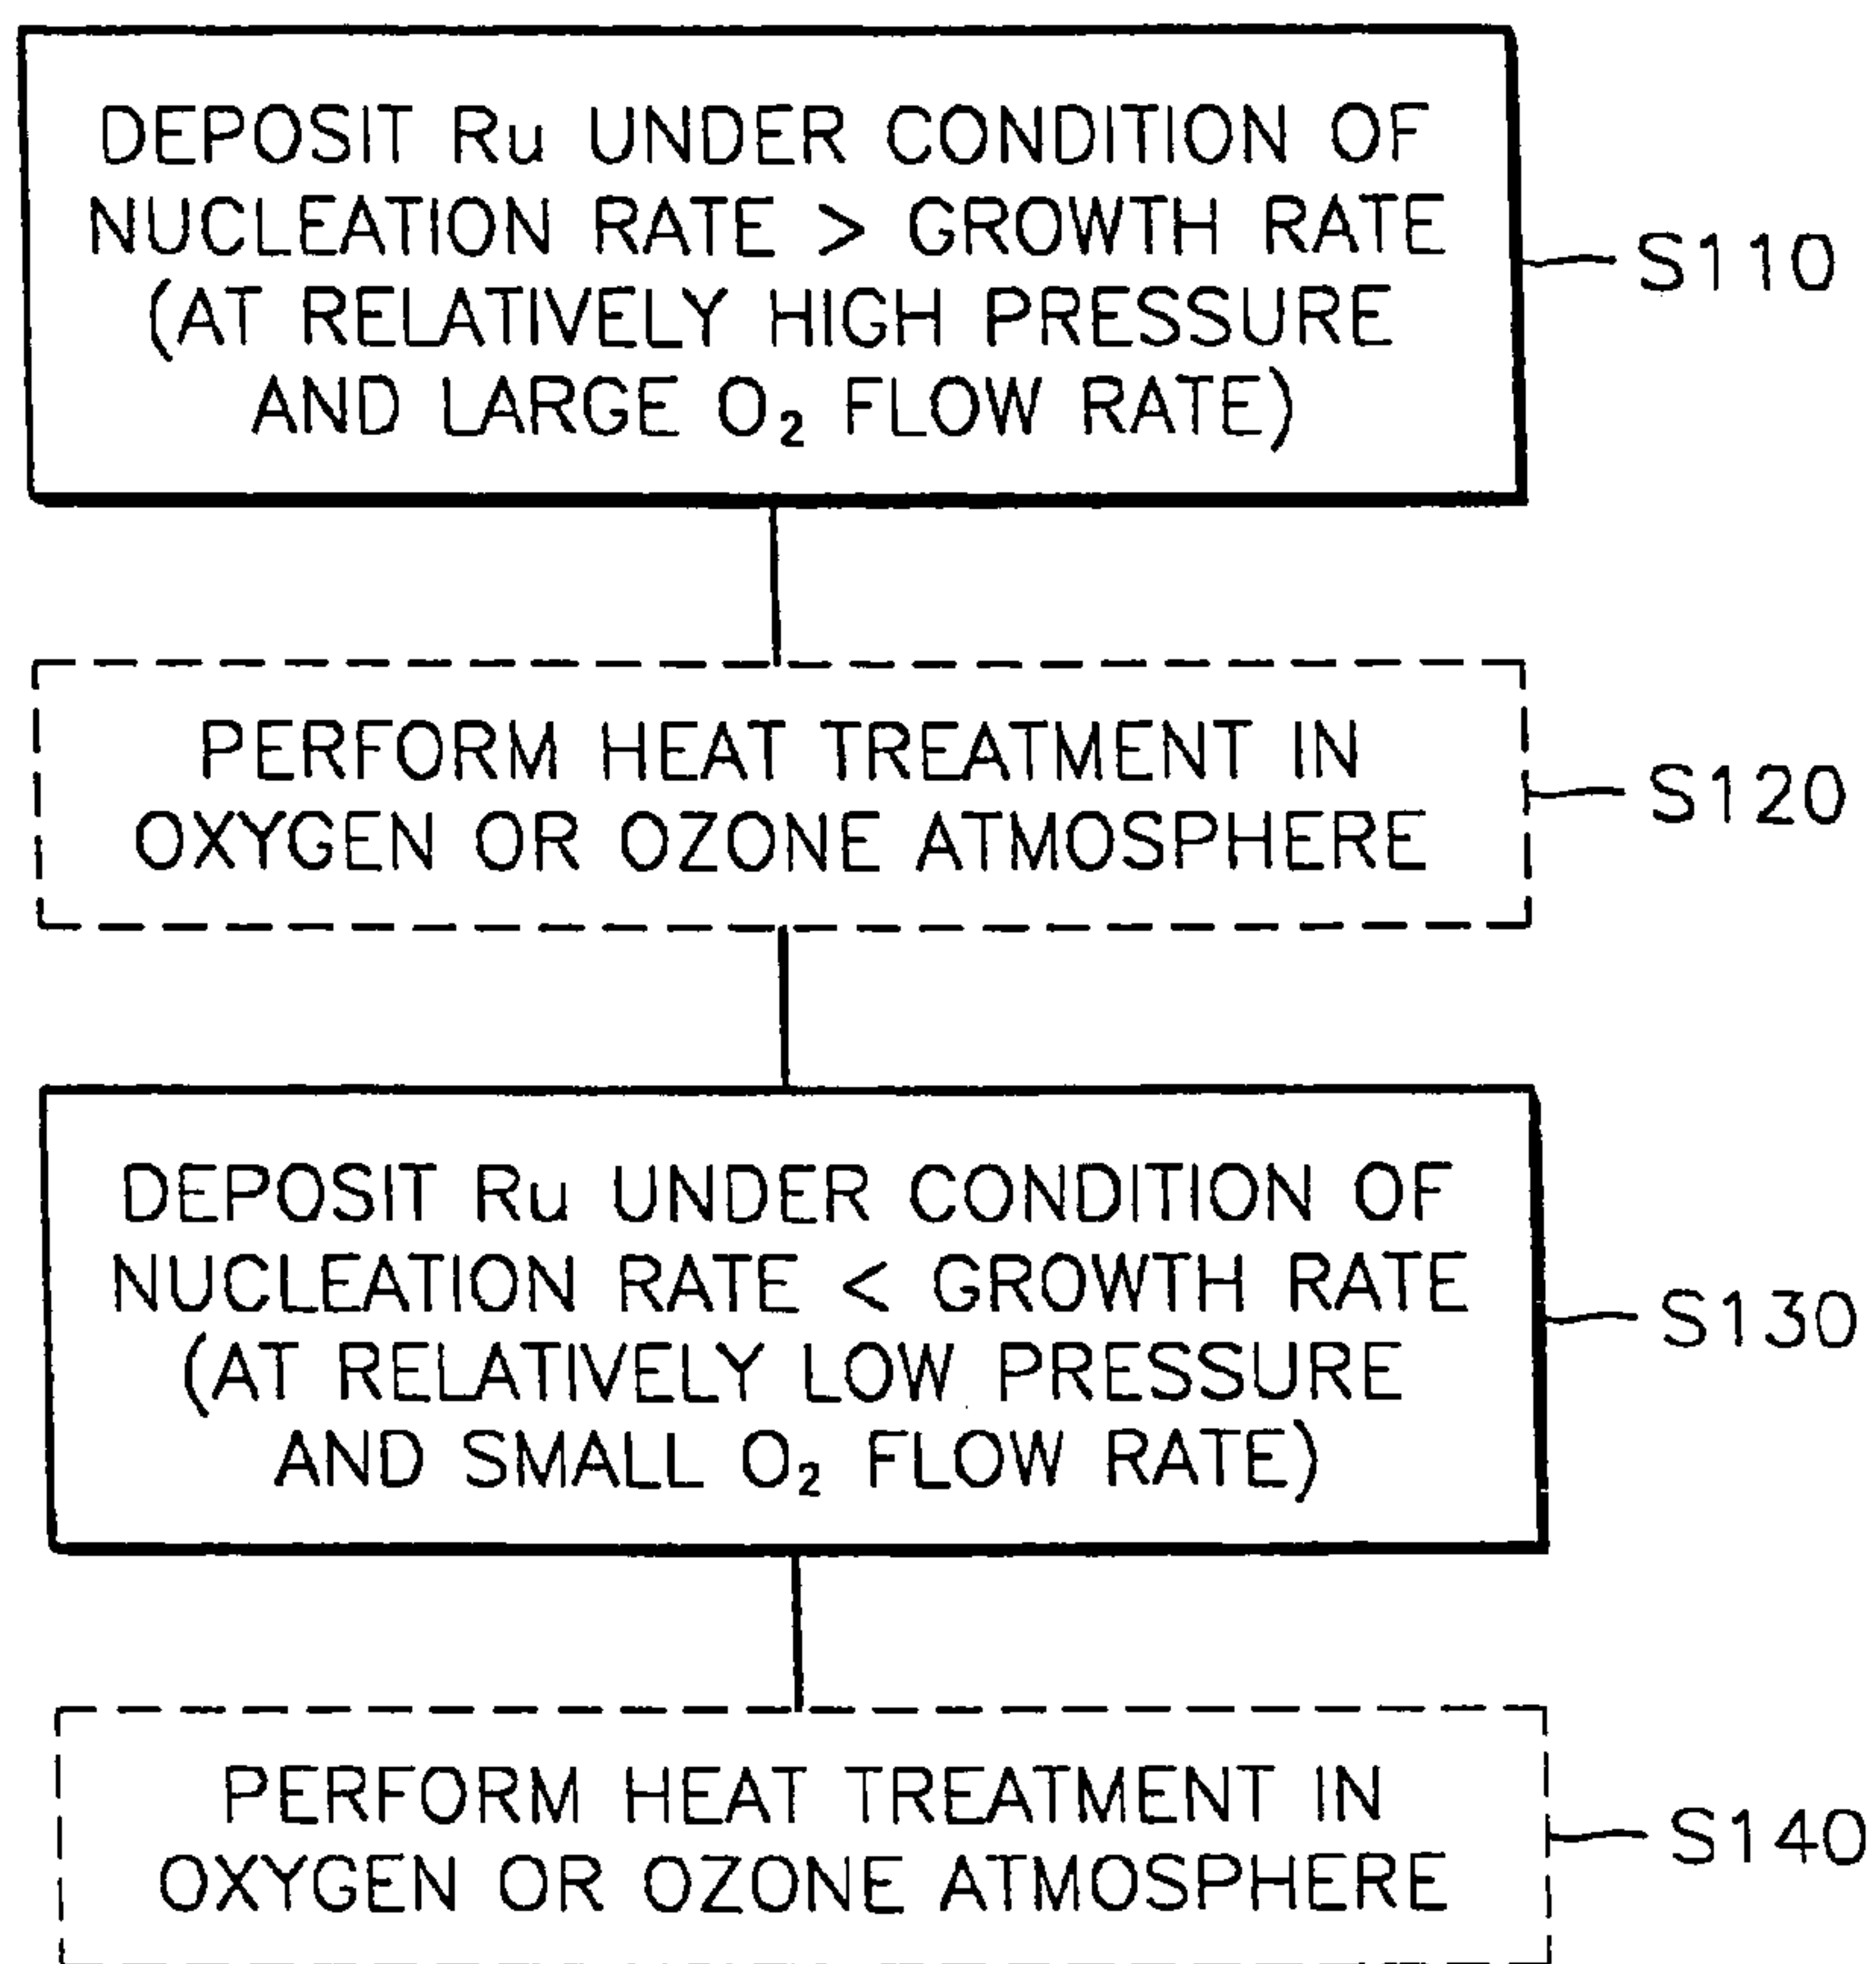 DEPOSIT Ru UNDER CONDITION OF
NUCLEATION RATE > GROWTH RATE
(AT RELATIVELY HIGH PRESSURE
AND LARGE O₂ FLOW RATE)
S110
PERFORM HEAT TREATMENT IN
OXYGEN OR OZONE ATMOSPHERE
S120
DEPOSIT Ru UNDER CONDITION OF
NUCLEATION RATE < GROWTH RATE
(AT RELATIVELY LOW PRESSURE
AND SMALL O₂ FLOW RATE)
S130
PERFORM HEAT TREATMENT IN
OXYGEN OR OZONE ATMOSPHERE
S140